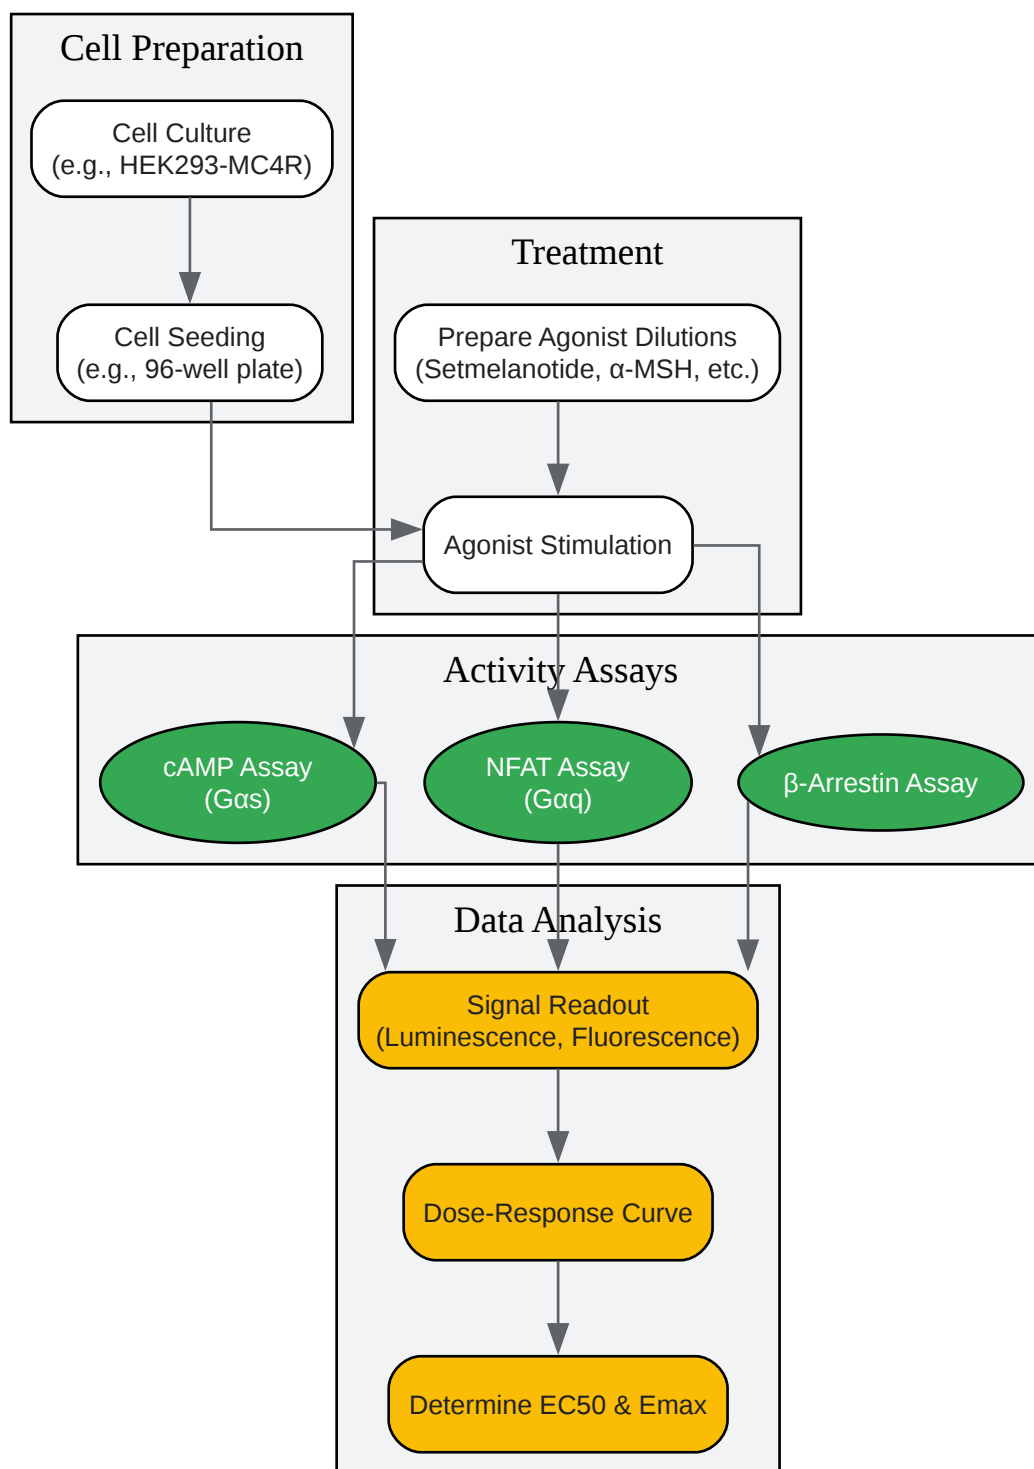 Cell Preparation
Cell Culture
(e.g., HEK293-MC4R)
Cell Seeding
(e.g., 96-well plate)
Treatment
Prepare Agonist Dilutions
(Setmelanotide, α-MSH, etc.)
Agonist Stimulation
Activity Assays
cAMP Assay
(Gαs)
NFAT Assay
(Gαq)
β-Arrestin Assay
Data Analysis
Signal Readout
(Luminescence, Fluorescence)
Dose-Response Curve
Determine EC50 & Emax